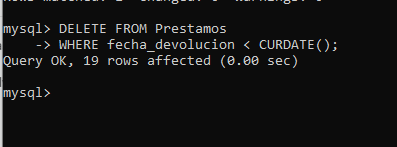 mysql> DELETE FROM Prestamos
    -> WHERE fecha_devolucion < CURDATE();
Query OK, 19 rows affected (0.00 sec)
mysql>